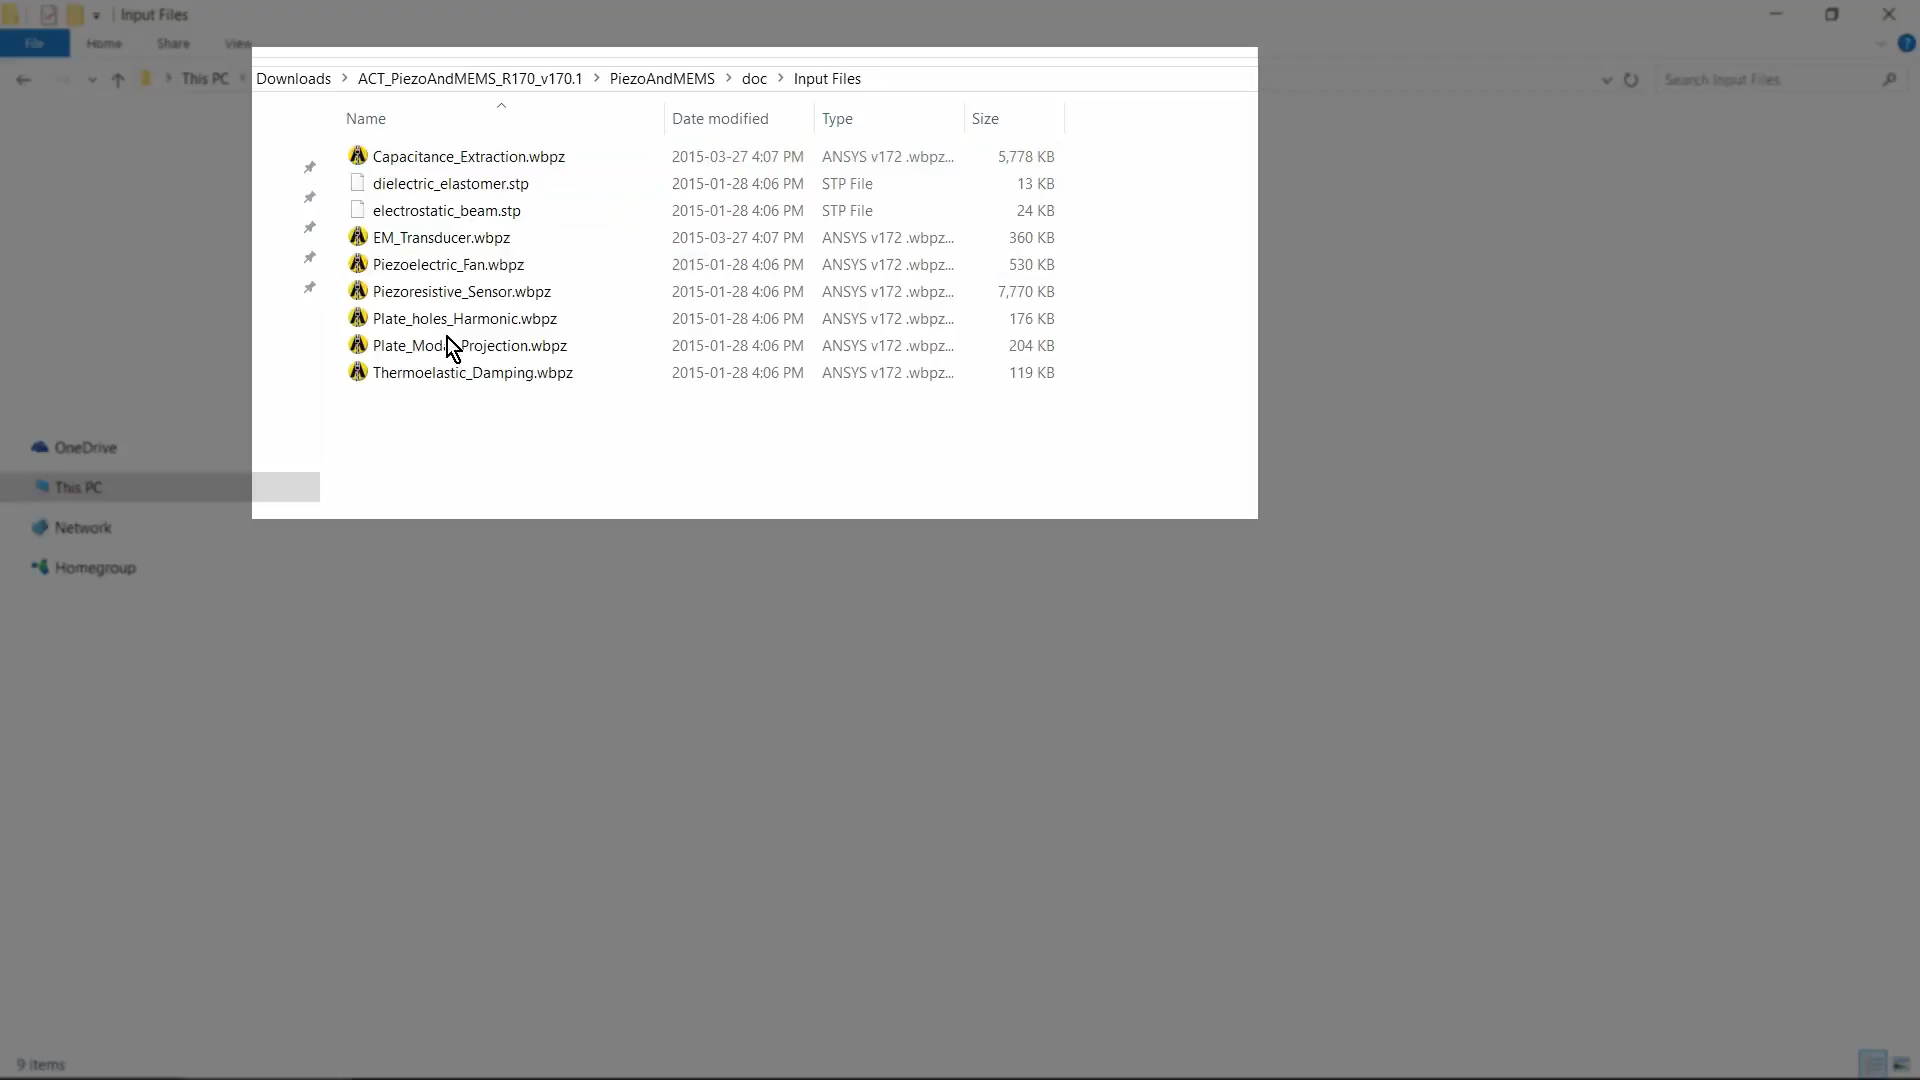 Input Files
File Home Share View
This PC Downloads ACT_PiezoAndMEMS_R170_v170.1 PiezoAndMEMS doc Input Files Search Input Files
Name Date modified Type Size
Capacitance_Extraction.wbpz 2015-03-27 4:07 PM ANSYS v172 .wbpz... 5,778 KB
dielectric_elastomer.stp 2015-01-28 4:06 PM STP File 13 KB
electrostatic_beam.stp 2015-01-28 4:06 PM STP File 24 KB
EM_Transducer.wbpz 2015-03-27 4:07 PM ANSYS v172 .wbpz... 360 KB
Piezoelectric_Fan.wbpz 2015-01-28 4:06 PM ANSYS v172 .wbpz... 530 KB
Piezoresistive_Sensor.wbpz 2015-01-28 4:06 PM ANSYS v172 .wbpz... 7,770 KB
Plate_holes_Harmonic.wbpz 2015-01-28 4:06 PM ANSYS v172 .wbpz... 176 KB
Plate_Modal_Projection.wbpz 2015-01-28 4:06 PM ANSYS v172 .wbpz... 204 KB
Thermoelastic_Damping.wbpz 2015-01-28 4:06 PM ANSYS v172 .wbpz... 119 KB
OneDrive
This PC
Network
Homegroup
9 items